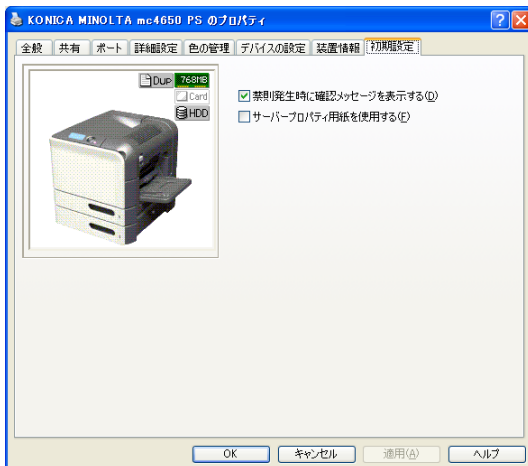 KONICA MINOLTA mc4650 PS のプロパティ
全般 共有 ポート 詳細設定 色の管理 デバイスの設定 装置情報 初期設定
Dup 768MB
Card
HDD
禁則発生時に確認メッセージを表示する(D)
サーバープロパティ用紙を使用する(E)
OK キャンセル 適用(A) ヘルプ